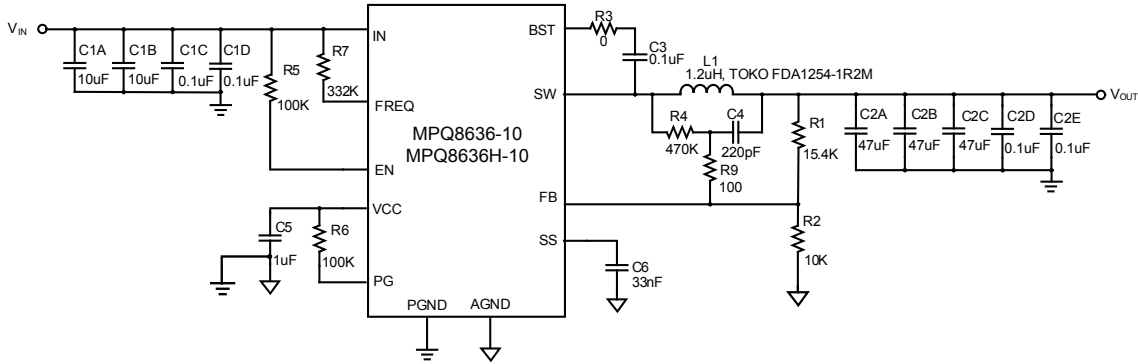 V_IN
C1A
10uF
C1B
10uF
C1C
0.1uF
C1D
0.1uF
R5
100K
R7
332K
IN
FREQ
EN
VCC
PG
PGND
AGND
BST
SW
FB
SS
MPQ8636-10
MPQ8636H-10
C5
1uF
R6
100K
R3
0
C3
0.1uF
L1
1.2uH, TOKO FDA1254-1R2M
R4
470K
C4
220pF
R9
100
R1
15.4K
R2
10K
C6
33nF
C2A
47uF
C2B
47uF
C2C
47uF
C2D
0.1uF
C2E
0.1uF
V_OUT